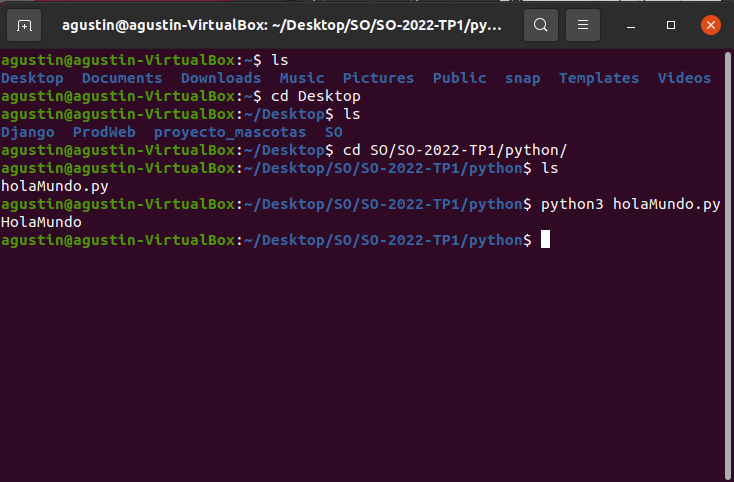 agustin@agustin-VirtualBox: ~/Desktop/SO/SO-2022-TP1/py...
agustin@agustin-VirtualBox:~$ ls
Desktop  Documents  Downloads  Music  Pictures  Public  snap  Templates  Videos
agustin@agustin-VirtualBox:~$ cd Desktop
agustin@agustin-VirtualBox:~/Desktop$ ls
Django  ProdWeb  proyecto_mascotas  SO
agustin@agustin-VirtualBox:~/Desktop$ cd SO/SO-2022-TP1/python/
agustin@agustin-VirtualBox:~/Desktop/SO/SO-2022-TP1/python$ ls
holaMundo.py
agustin@agustin-VirtualBox:~/Desktop/SO/SO-2022-TP1/python$ python3 holaMundo.py
HolaMundo
agustin@agustin-VirtualBox:~/Desktop/SO/SO-2022-TP1/python$